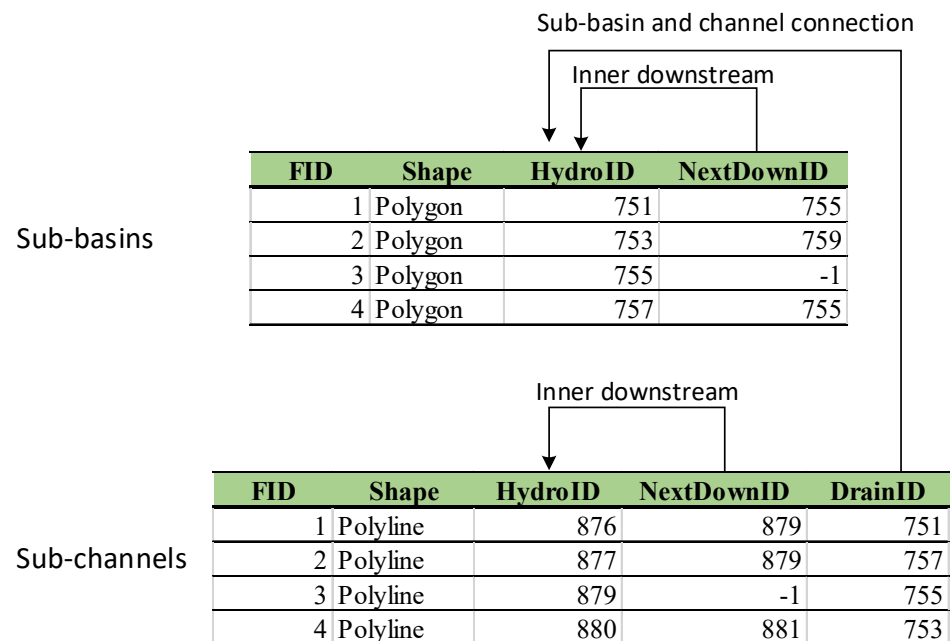 Sub-basin and channel connection
Inner downstream
FID Shape HydroID NextDownID
1 Polygon 751 755
Sub-basins
2 Polygon 753 759
3 Polygon 755 -1
4 Polygon 757 755
Inner downstream
FID Shape HydroID NextDownID DrainID
1 Polyline 876 879 751
Sub-channels
2 Polyline 877 879 757
3 Polyline 879 -1 755
4 Polyline 880 881 753